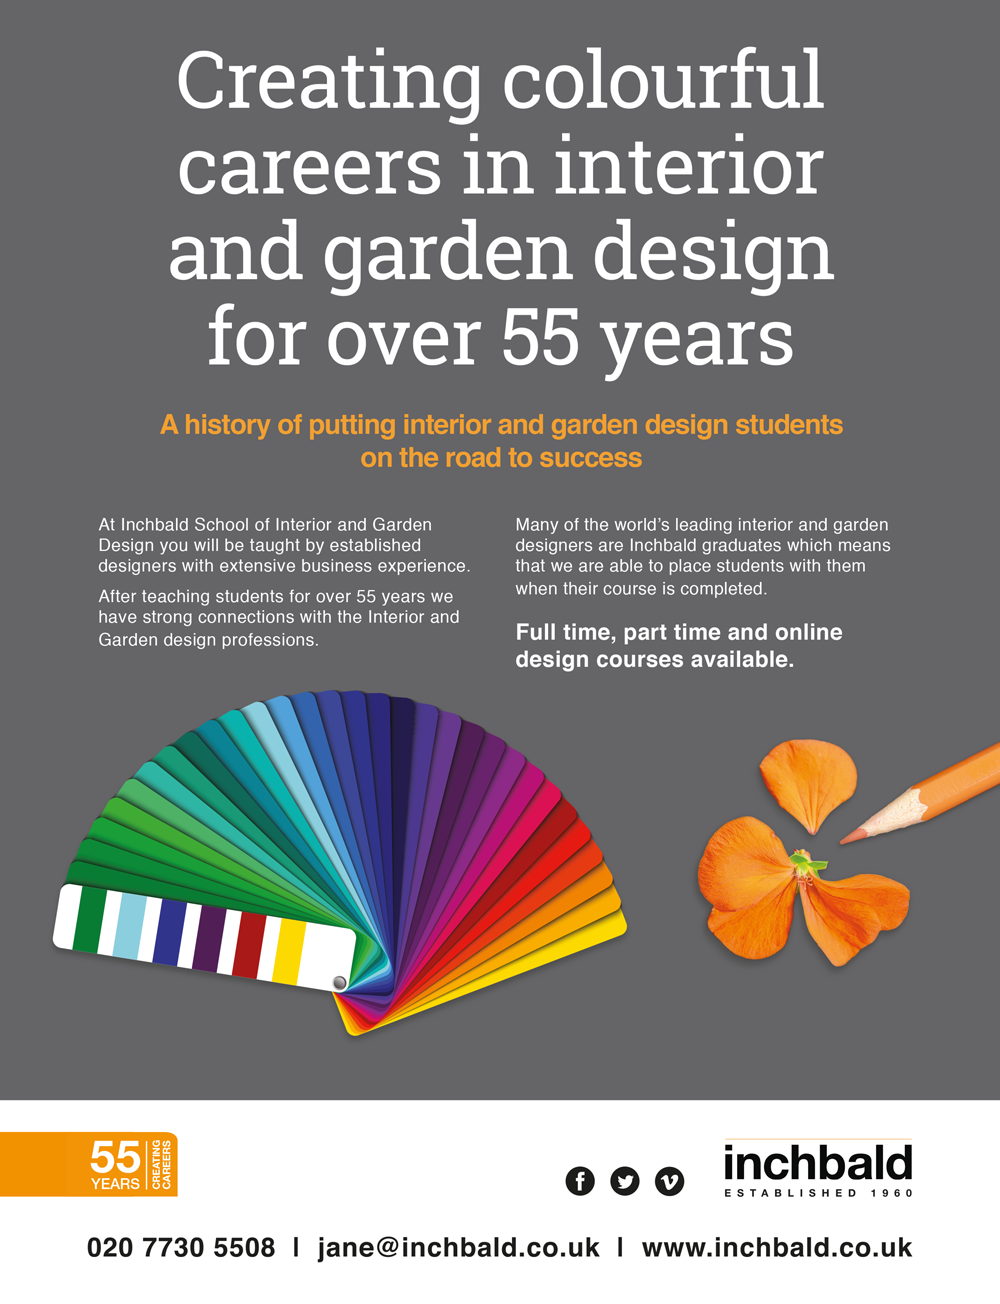 Creating colourful
careers in interior
and garden design
for over 55 years
A history of putting interior and garden design students
on the road to success
At Inchbald School of Interior and Garden
Design you will be taught by established
designers with extensive business experience.
After teaching students for over 55 years we
have strong connections with the Interior and
Garden design professions.
Many of the world’s leading interior and garden
designers are Inchbald graduates which means
that we are able to place students with them
when their course is completed.
Full time, part time and online
design courses available.
55
YEARS
CREATING
CAREERS
inchbald
ESTABLISHED 1960
020 7730 5508 | jane@inchbald.co.uk | www.inchbald.co.uk